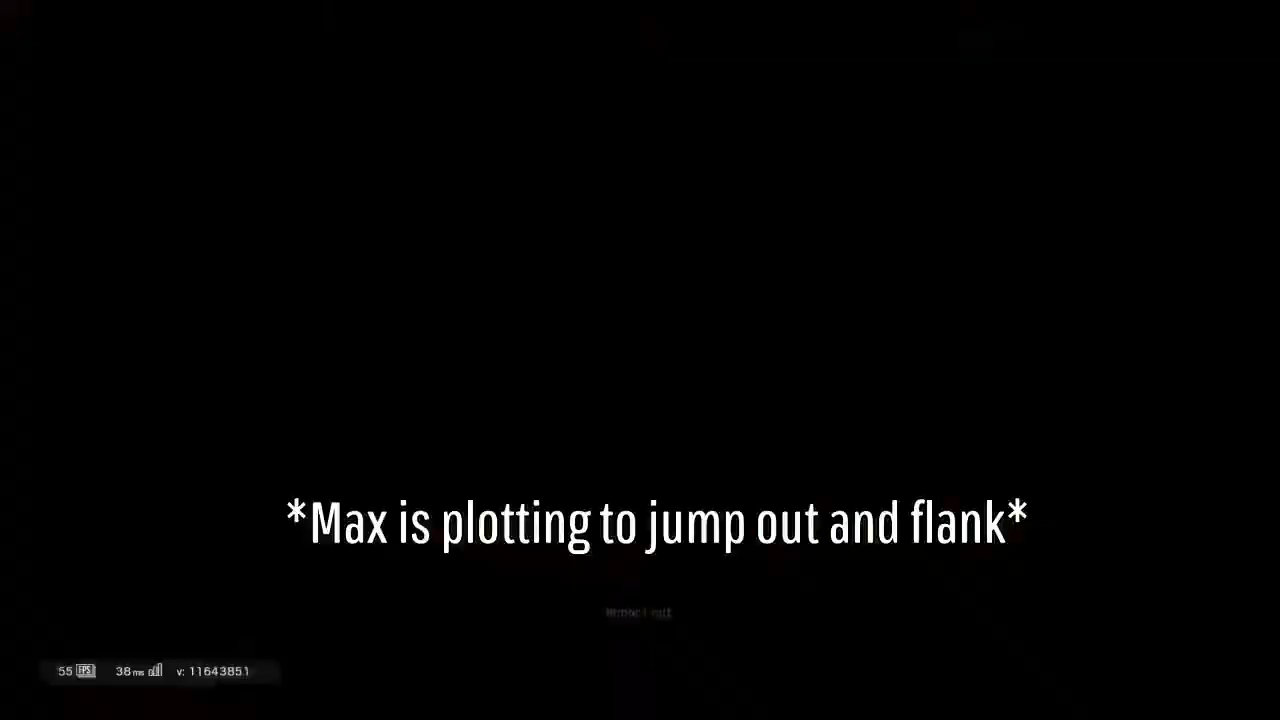 *Max is plotting to jump out and flank*
55 FPS 38 ms v: 11643851